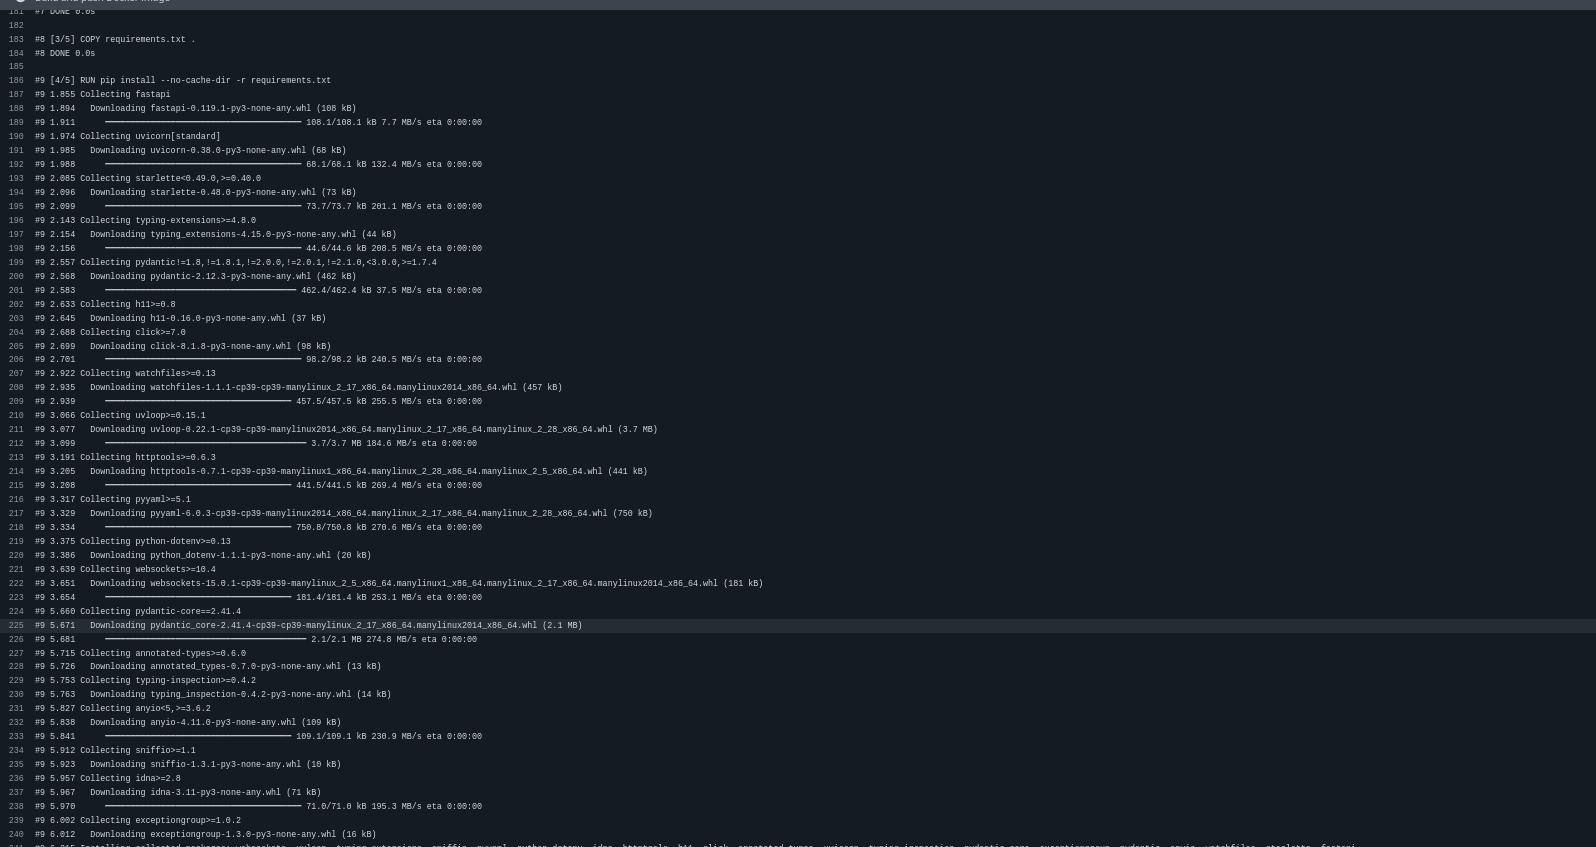 181 #7 DONE 0.0s
182
183 #8 [3/5] COPY requirements.txt .
184 #8 DONE 0.0s
185
186 #9 [4/5] RUN pip install --no-cache-dir -r requirements.txt
187 #9 1.855 Collecting fastapi
188 #9 1.894   Downloading fastapi-0.119.1-py3-none-any.whl (108 kB)
189 #9 1.911      ━━━━━━━━━━━━━━━━━━━━━━━━━━━━━━━━━━━━━━━ 108.1/108.1 kB 7.7 MB/s eta 0:00:00
190 #9 1.974 Collecting uvicorn[standard]
191 #9 1.985   Downloading uvicorn-0.38.0-py3-none-any.whl (68 kB)
192 #9 1.988      ━━━━━━━━━━━━━━━━━━━━━━━━━━━━━━━━━━━━━━━ 68.1/68.1 kB 132.4 MB/s eta 0:00:00
193 #9 2.085 Collecting starlette<0.49.0,>=0.40.0
194 #9 2.096   Downloading starlette-0.48.0-py3-none-any.whl (73 kB)
195 #9 2.099      ━━━━━━━━━━━━━━━━━━━━━━━━━━━━━━━━━━━━━━━ 73.7/73.7 kB 201.1 MB/s eta 0:00:00
196 #9 2.143 Collecting typing-extensions>=4.8.0
197 #9 2.154   Downloading typing_extensions-4.15.0-py3-none-any.whl (44 kB)
198 #9 2.156      ━━━━━━━━━━━━━━━━━━━━━━━━━━━━━━━━━━━━━━━ 44.6/44.6 kB 208.5 MB/s eta 0:00:00
199 #9 2.557 Collecting pydantic!=1.8,!=1.8.1,!=2.0.0,!=2.0.1,!=2.1.0,<3.0.0,>=1.7.4
200 #9 2.568   Downloading pydantic-2.12.3-py3-none-any.whl (462 kB)
201 #9 2.583      ━━━━━━━━━━━━━━━━━━━━━━━━━━━━━━━━━━━━━━ 462.4/462.4 kB 37.5 MB/s eta 0:00:00
202 #9 2.633 Collecting h11>=0.8
203 #9 2.645   Downloading h11-0.16.0-py3-none-any.whl (37 kB)
204 #9 2.688 Collecting click>=7.0
205 #9 2.699   Downloading click-8.1.8-py3-none-any.whl (98 kB)
206 #9 2.701      ━━━━━━━━━━━━━━━━━━━━━━━━━━━━━━━━━━━━━━━ 98.2/98.2 kB 240.5 MB/s eta 0:00:00
207 #9 2.922 Collecting watchfiles>=0.13
208 #9 2.935   Downloading watchfiles-1.1.1-cp39-cp39-manylinux_2_17_x86_64.manylinux2014_x86_64.whl (457 kB)
209 #9 2.939      ━━━━━━━━━━━━━━━━━━━━━━━━━━━━━━━━━━━━━ 457.5/457.5 kB 255.5 MB/s eta 0:00:00
210 #9 3.066 Collecting uvloop>=0.15.1
211 #9 3.077   Downloading uvloop-0.22.1-cp39-cp39-manylinux2014_x86_64.manylinux_2_17_x86_64.manylinux_2_28_x86_64.whl (3.7 MB)
212 #9 3.099      ━━━━━━━━━━━━━━━━━━━━━━━━━━━━━━━━━━━━━━━━ 3.7/3.7 MB 184.6 MB/s eta 0:00:00
213 #9 3.191 Collecting httptools>=0.6.3
214 #9 3.205   Downloading httptools-0.7.1-cp39-cp39-manylinux1_x86_64.manylinux_2_28_x86_64.manylinux_2_5_x86_64.whl (441 kB)
215 #9 3.208      ━━━━━━━━━━━━━━━━━━━━━━━━━━━━━━━━━━━━━ 441.5/441.5 kB 269.4 MB/s eta 0:00:00
216 #9 3.317 Collecting pyyaml>=5.1
217 #9 3.329   Downloading pyyaml-6.0.3-cp39-cp39-manylinux2014_x86_64.manylinux_2_17_x86_64.manylinux_2_28_x86_64.whl (750 kB)
218 #9 3.334      ━━━━━━━━━━━━━━━━━━━━━━━━━━━━━━━━━━━━━ 750.8/750.8 kB 270.6 MB/s eta 0:00:00
219 #9 3.375 Collecting python-dotenv>=0.13
220 #9 3.386   Downloading python_dotenv-1.1.1-py3-none-any.whl (20 kB)
221 #9 3.639 Collecting websockets>=10.4
222 #9 3.651   Downloading websockets-15.0.1-cp39-cp39-manylinux_2_5_x86_64.manylinux1_x86_64.manylinux_2_17_x86_64.manylinux2014_x86_64.whl (181 kB)
223 #9 3.654      ━━━━━━━━━━━━━━━━━━━━━━━━━━━━━━━━━━━━━ 181.4/181.4 kB 253.1 MB/s eta 0:00:00
224 #9 5.660 Collecting pydantic-core==2.41.4
225 #9 5.671   Downloading pydantic_core-2.41.4-cp39-cp39-manylinux_2_17_x86_64.manylinux2014_x86_64.whl (2.1 MB)
226 #9 5.681      ━━━━━━━━━━━━━━━━━━━━━━━━━━━━━━━━━━━━━━━━ 2.1/2.1 MB 274.8 MB/s eta 0:00:00
227 #9 5.715 Collecting annotated-types>=0.6.0
228 #9 5.726   Downloading annotated_types-0.7.0-py3-none-any.whl (13 kB)
229 #9 5.753 Collecting typing-inspection>=0.4.2
230 #9 5.763   Downloading typing_inspection-0.4.2-py3-none-any.whl (14 kB)
231 #9 5.827 Collecting anyio<5,>=3.6.2
232 #9 5.838   Downloading anyio-4.11.0-py3-none-any.whl (109 kB)
233 #9 5.841      ━━━━━━━━━━━━━━━━━━━━━━━━━━━━━━━━━━━━━ 109.1/109.1 kB 230.9 MB/s eta 0:00:00
234 #9 5.912 Collecting sniffio>=1.1
235 #9 5.923   Downloading sniffio-1.3.1-py3-none-any.whl (10 kB)
236 #9 5.957 Collecting idna>=2.8
237 #9 5.967   Downloading idna-3.11-py3-none-any.whl (71 kB)
238 #9 5.970      ━━━━━━━━━━━━━━━━━━━━━━━━━━━━━━━━━━━━━━━ 71.0/71.0 kB 195.3 MB/s eta 0:00:00
239 #9 6.002 Collecting exceptiongroup>=1.0.2
240 #9 6.012   Downloading exceptiongroup-1.3.0-py3-none-any.whl (16 kB)